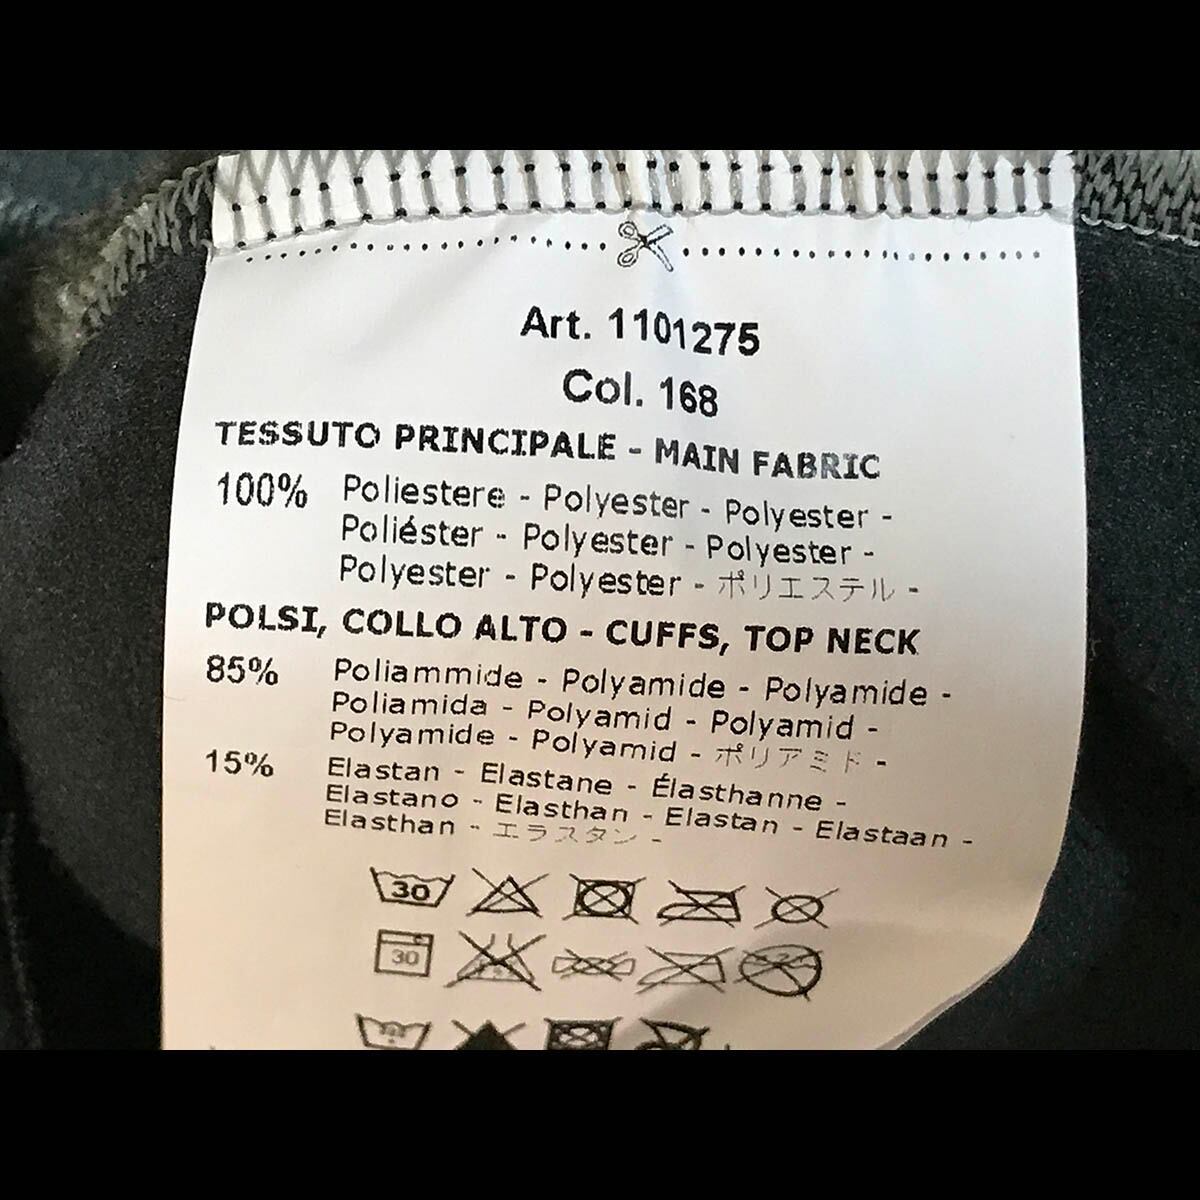 Art. 1101275
Col. 168
TESSUTO PRINCIPALE - MAIN FABRIC
100% Poliestere - Polyester - Polyester -
Poliéster - Polyester - Polyester -
Polyester - Polyester - ポリエステル -
POLSI, COLLO ALTO - CUFFS, TOP NECK
85% Poliammide - Polyamide - Polyamide -
Poliamida - Polyamid - Polyamid -
Polyamide - Polyamid - ポリアミド -
15% Elastan - Elastane - Élasthanne -
Elastano - Elasthan - Elastan - Elastaan -
Elasthan - エラスタン -
30
30